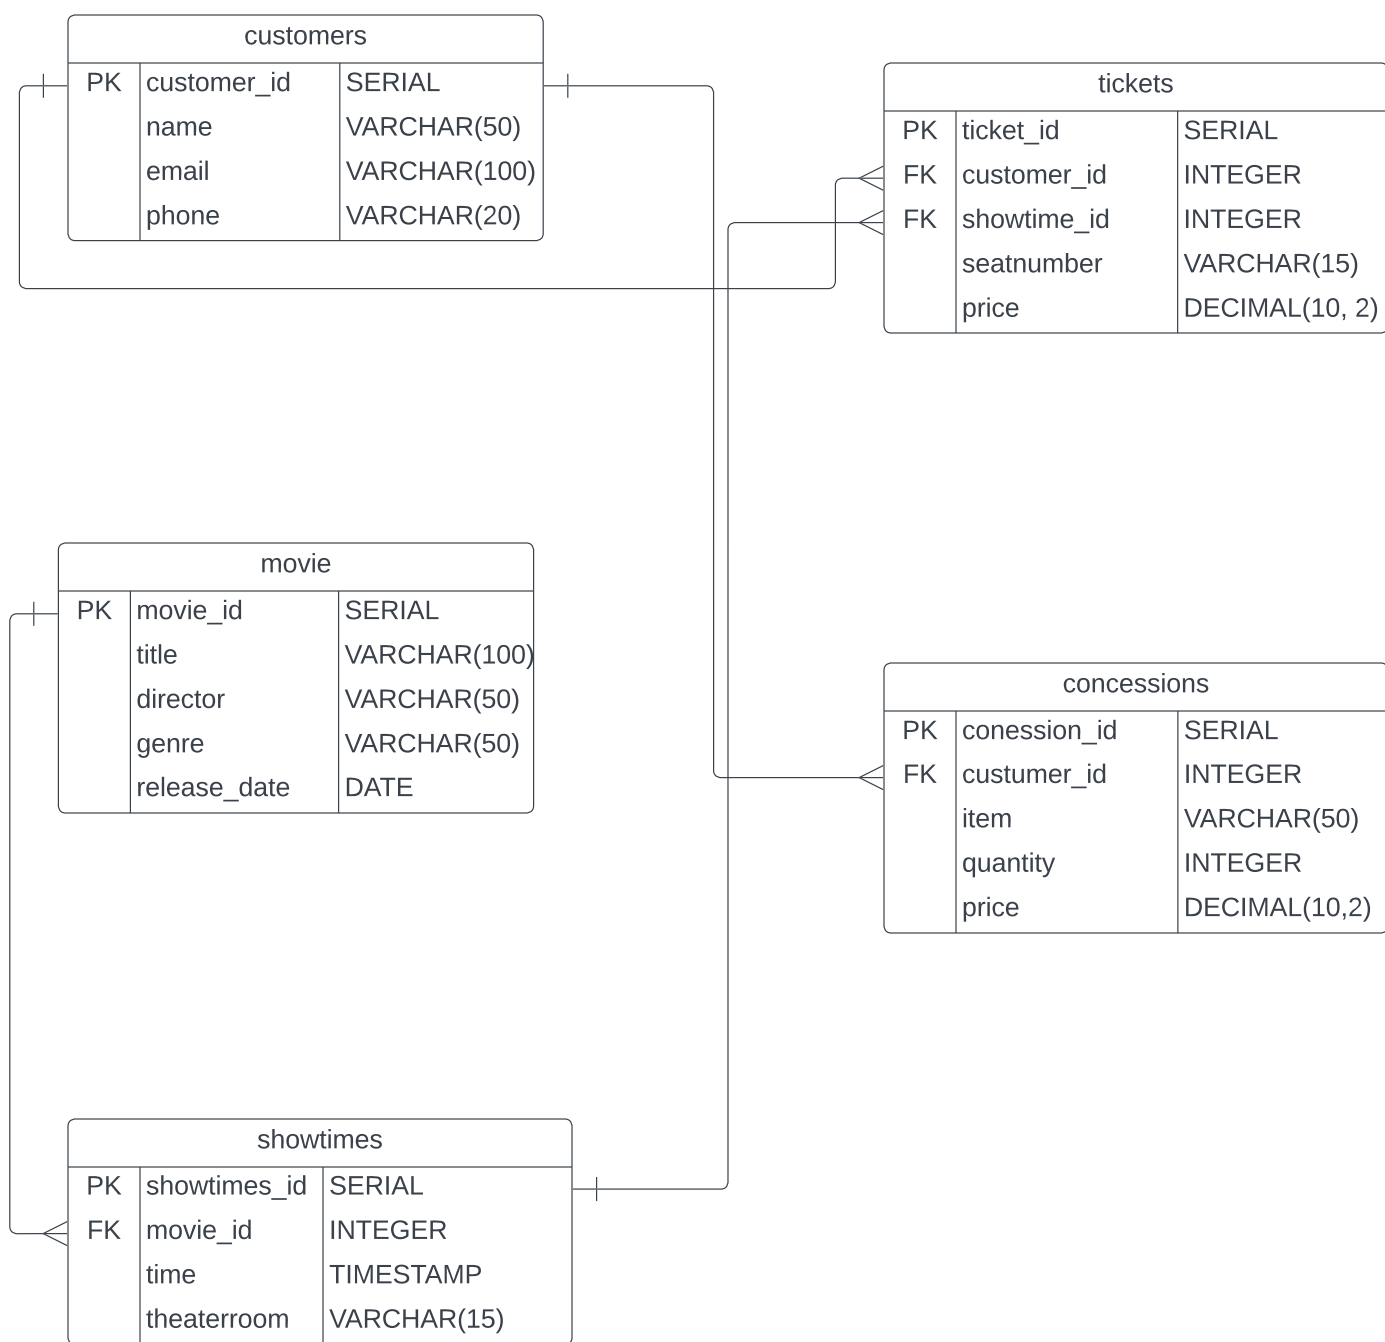 customers
PK customer_id SERIAL
name VARCHAR(50)
email VARCHAR(100)
phone VARCHAR(20)
tickets
PK ticket_id SERIAL
FK customer_id INTEGER
FK showtime_id INTEGER
seatnumber VARCHAR(15)
price DECIMAL(10, 2)
movie
PK movie_id SERIAL
title VARCHAR(100)
director VARCHAR(50)
genre VARCHAR(50)
release_date DATE
concessions
PK conession_id SERIAL
FK custumer_id INTEGER
item VARCHAR(50)
quantity INTEGER
price DECIMAL(10,2)
showtimes
PK showtimes_id SERIAL
FK movie_id INTEGER
time TIMESTAMP
theaterroom VARCHAR(15)